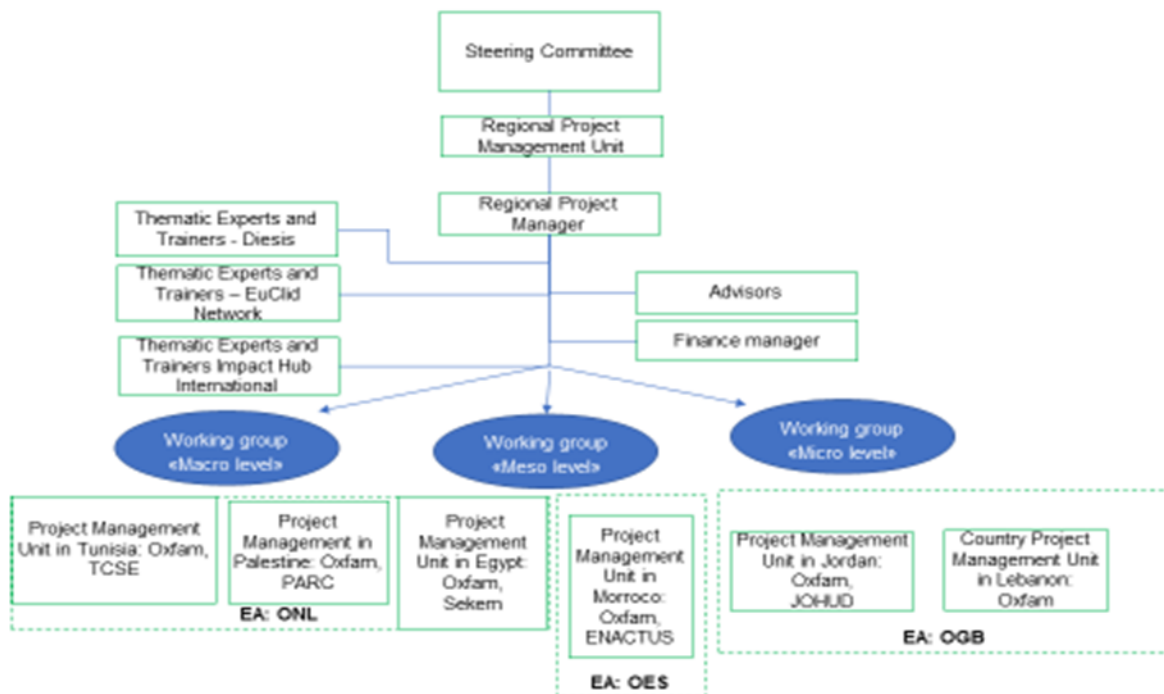 Steering Committee
Regional Project
Management Unit
Regional Project
Manager
Thematic Experts and
Trainers - Diesis
Thematic Experts and
Trainers – EuClid
Network
Thematic Experts and
Trainers Impact Hub
International
Advisors
Finance manager
Working group
«Macro level»
Working group
«Meso level»
Working group
«Micro level»
Project Management
Unit in Tunisia: Oxfam,
TCSE
Project
Management in
Palestine: Oxfam,
PARC
EA: ONL
Project
Management
Unit in Egypt:
Oxfam,
Sekem
Project
Management
Unit in
Morroco:
Oxfam,
ENACTUS
EA: OES
Project Management
Unit in Jordan:
Oxfam,
JOHUD
Country Project
Management Unit
in Lebanon:
Oxfam
EA: OGB